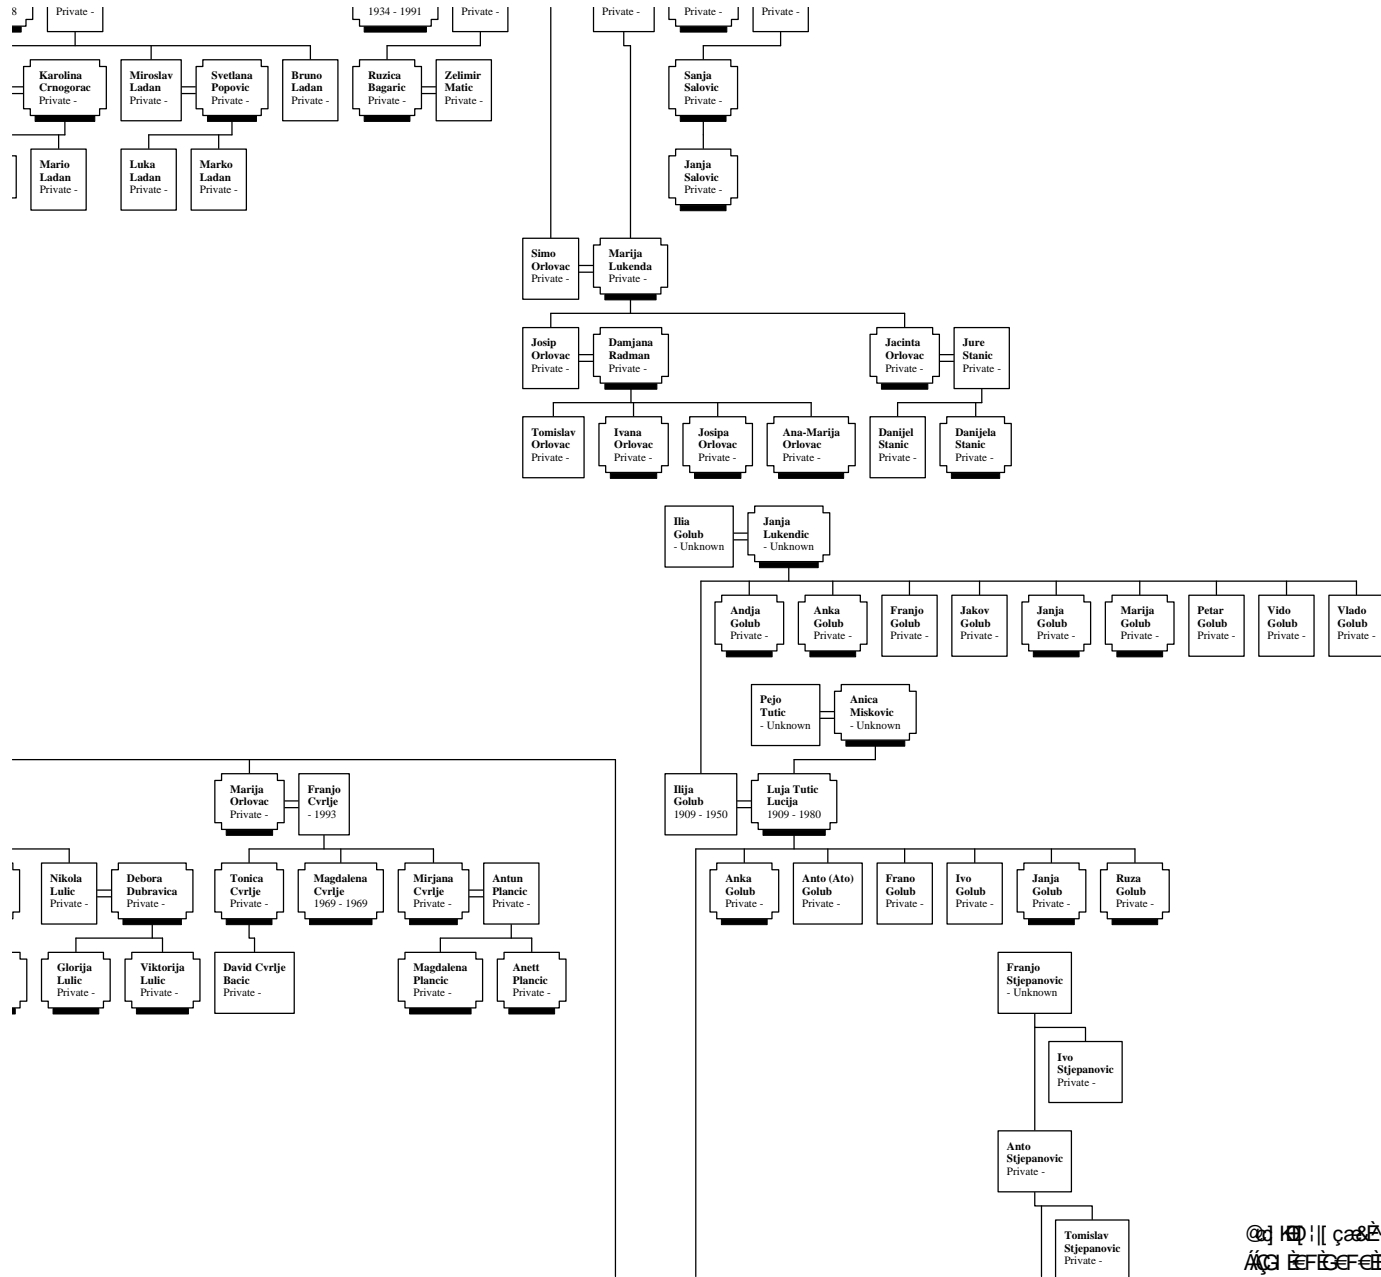 8
Private -
1934 - 1991
Private -
Private -
Private -
Private -
Karolina
Crnogorac
Private -
Miroslav
Ladan
Private -
Svetlana
Popovic
Private -
Bruno
Ladan
Private -
Ruzica
Bagaric
Private -
Zelimir
Matic
Private -
Sanja
Salovic
Private -
Mario
Ladan
Private -
Luka
Ladan
Private -
Marko
Ladan
Private -
Janja
Salovic
Private -
Simo
Orlovac
Private -
Marija
Lukenda
Private -
Josip
Orlovac
Private -
Damjana
Radman
Private -
Jacinta
Orlovac
Private -
Jure
Stanic
Private -
Tomislav
Orlovac
Private -
Ivana
Orlovac
Private -
Josipa
Orlovac
Private -
Ana-Marija
Orlovac
Private -
Danijel
Stanic
Private -
Danijela
Stanic
Private -
Ilia
Golub
- Unknown
Janja
Lukendic
- Unknown
Andja
Golub
Private -
Anka
Golub
Private -
Franjo
Golub
Private -
Jakov
Golub
Private -
Janja
Golub
Private -
Marija
Golub
Private -
Petar
Golub
Private -
Vido
Golub
Private -
Vlado
Golub
Private -
Pejo
Tutic
- Unknown
Anica
Miskovic
- Unknown
Marija
Orlovac
Private -
Franjo
Cvrlje
- 1993
Ilija
Golub
1909 - 1950
Luja Tutic
Lucija
1909 - 1980
Nikola
Lulic
Private -
Debora
Dubravica
Private -
Tonica
Cvrlje
Private -
Magdalena
Cvrlje
1969 - 1969
Mirjana
Cvrlje
Private -
Antun
Plancic
Private -
Anka
Golub
Private -
Anto (Ato)
Golub
Private -
Frano
Golub
Private -
Ivo
Golub
Private -
Janja
Golub
Private -
Ruza
Golub
Private -
Glorija
Lulic
Private -
Viktorija
Lulic
Private -
David Cvrlje
Bacic
Private -
Magdalena
Plancic
Private -
Anett
Plancic
Private -
Franjo
Stjepanovic
- Unknown
Ivo
Stjepanovic
Private -
Anto
Stjepanovic
Private -
Tomislav
Stjepanovic
Private -